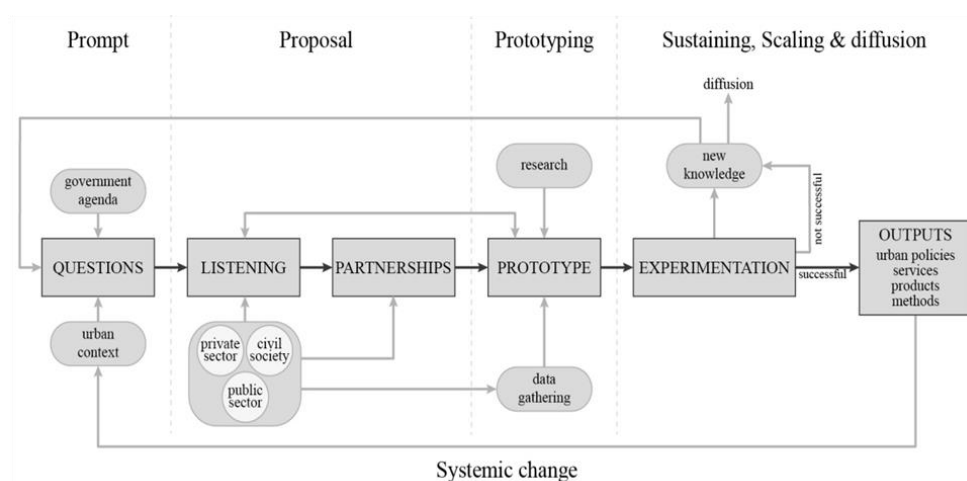 Prompt
Proposal
Prototyping
Sustaining, Scaling & diffusion
diffusion
new
knowledge
research
government
agenda
not successful
QUESTIONS
LISTENING
PARTNERSHIPS
PROTOTYPE
EXPERIMENTATION
successful
OUTPUTS
urban policies
services
products
methods
urban
context
private
sector
civil
society
public
sector
data
gathering
Systemic change